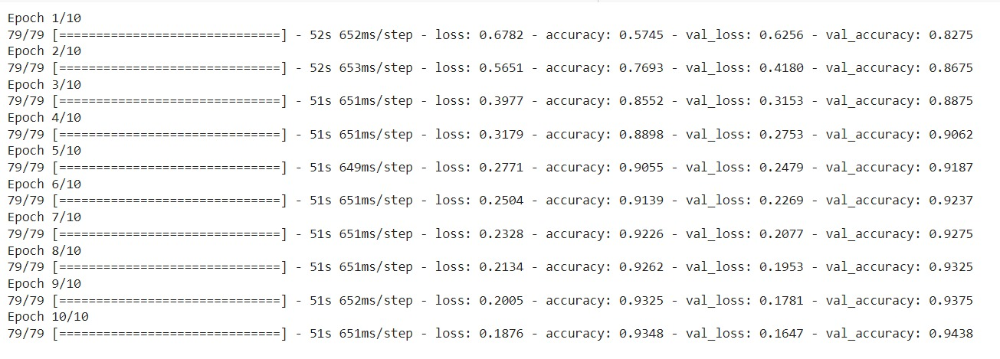 Epoch 1/10
79/79 [==============================] - 52s 652ms/step - loss: 0.6782 - accuracy: 0.5745 - val_loss: 0.6256 - val_accuracy: 0.8275
Epoch 2/10
79/79 [==============================] - 52s 653ms/step - loss: 0.5651 - accuracy: 0.7693 - val_loss: 0.4180 - val_accuracy: 0.8675
Epoch 3/10
79/79 [==============================] - 51s 651ms/step - loss: 0.3977 - accuracy: 0.8552 - val_loss: 0.3153 - val_accuracy: 0.8875
Epoch 4/10
79/79 [==============================] - 51s 651ms/step - loss: 0.3179 - accuracy: 0.8898 - val_loss: 0.2753 - val_accuracy: 0.9062
Epoch 5/10
79/79 [==============================] - 51s 649ms/step - loss: 0.2771 - accuracy: 0.9055 - val_loss: 0.2479 - val_accuracy: 0.9187
Epoch 6/10
79/79 [==============================] - 51s 651ms/step - loss: 0.2504 - accuracy: 0.9139 - val_loss: 0.2269 - val_accuracy: 0.9237
Epoch 7/10
79/79 [==============================] - 51s 651ms/step - loss: 0.2328 - accuracy: 0.9226 - val_loss: 0.2077 - val_accuracy: 0.9275
Epoch 8/10
79/79 [==============================] - 51s 651ms/step - loss: 0.2134 - accuracy: 0.9262 - val_loss: 0.1953 - val_accuracy: 0.9325
Epoch 9/10
79/79 [==============================] - 51s 652ms/step - loss: 0.2005 - accuracy: 0.9325 - val_loss: 0.1781 - val_accuracy: 0.9375
Epoch 10/10
79/79 [==============================] - 51s 651ms/step - loss: 0.1876 - accuracy: 0.9348 - val_loss: 0.1647 - val_accuracy: 0.9438